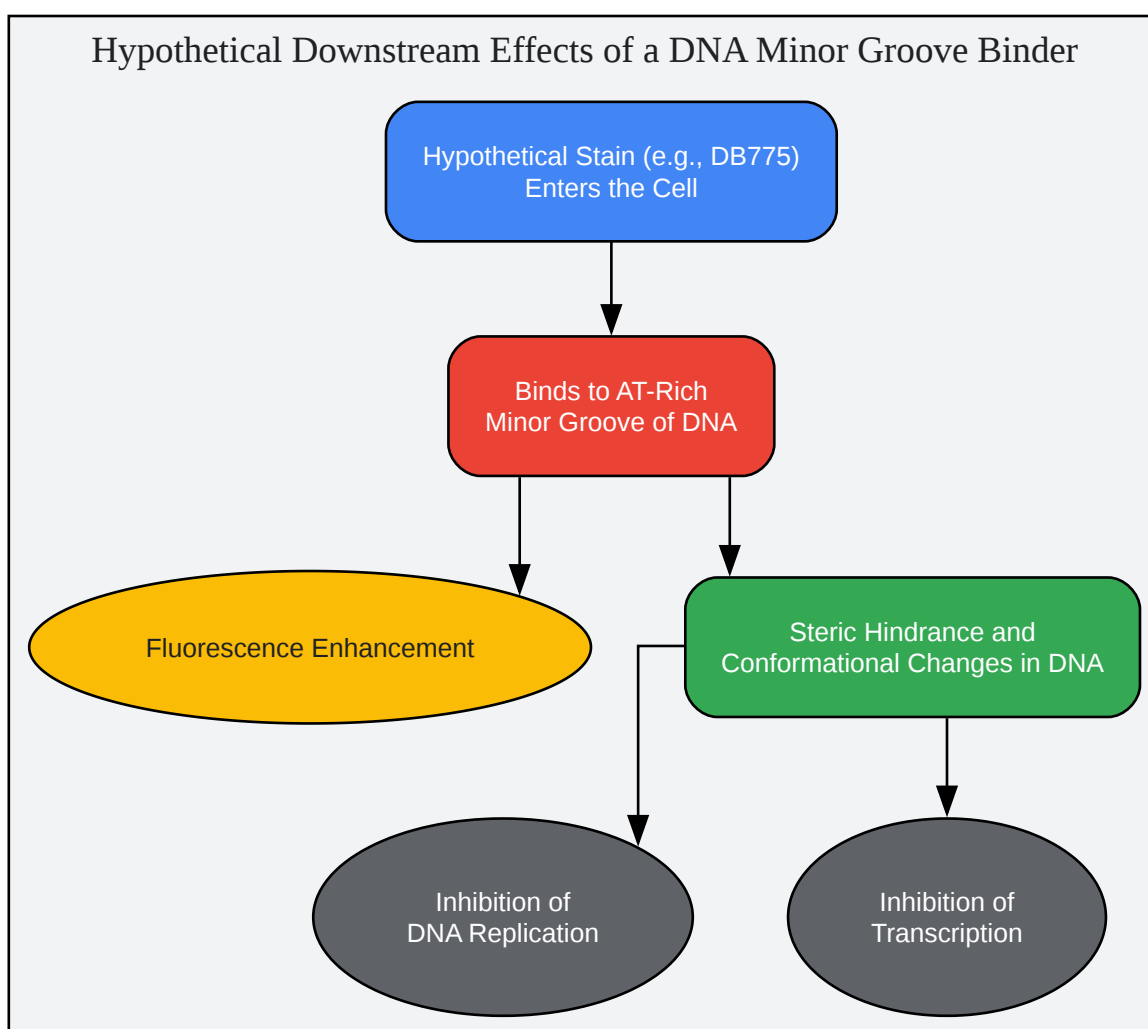 Hypothetical Downstream Effects of a DNA Minor Groove Binder
Hypothetical Stain (e.g., DB775)
Enters the Cell
Binds to AT-Rich
Minor Groove of DNA
Fluorescence Enhancement
Steric Hindrance and
Conformational Changes in DNA
Inhibition of
DNA Replication
Inhibition of
Transcription